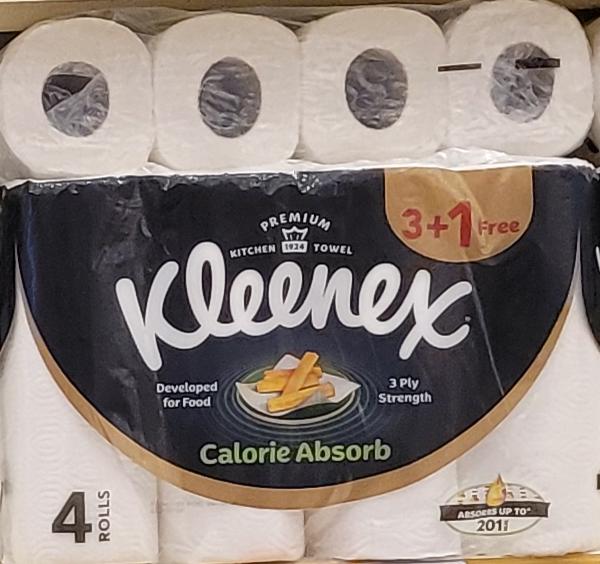 3+1 Free
PREMIUM
KITCHEN 1924 TOWEL
Kleenex
Developed
for Food
3 Ply
Strength
Calorie Absorb
4 ROLLS
ABSORBS UP TO*